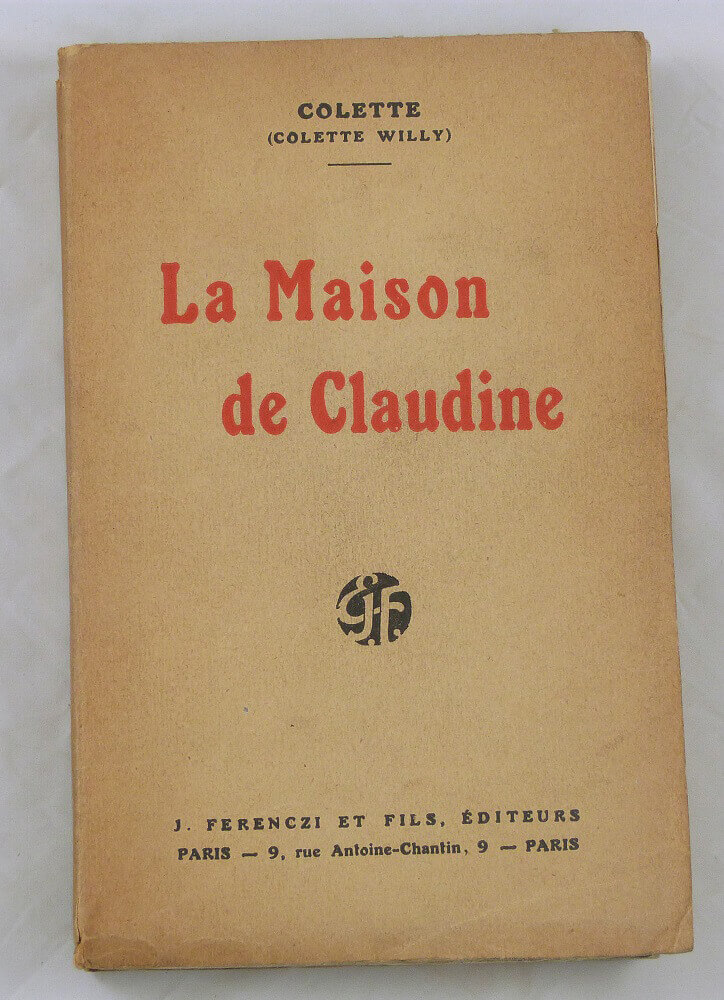 COLETTE
(COLETTE WILLY)
La Maison
de Claudine
J.F.
J. FERENCZI ET FILS, ÉDITEURS
PARIS — 9, rue Antoine-Chantin, 9 — PARIS